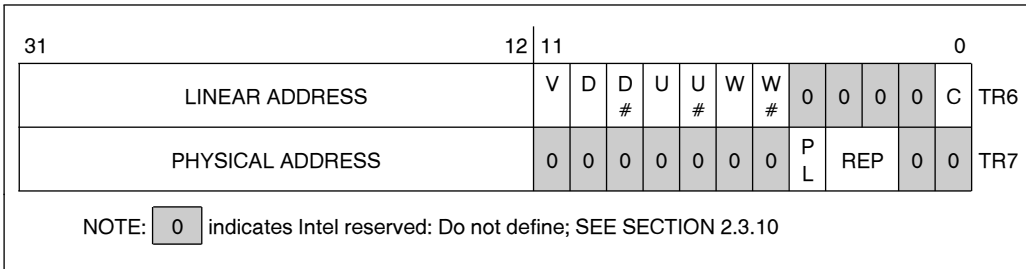 31 12 11 0
LINEAR ADDRESS V D D# U U# W W# 0 0 0 0 C TR6
PHYSICAL ADDRESS 0 0 0 0 0 0 0 PL REP 0 0 TR7
NOTE: 0 indicates Intel reserved: Do not define; SEE SECTION 2.3.10